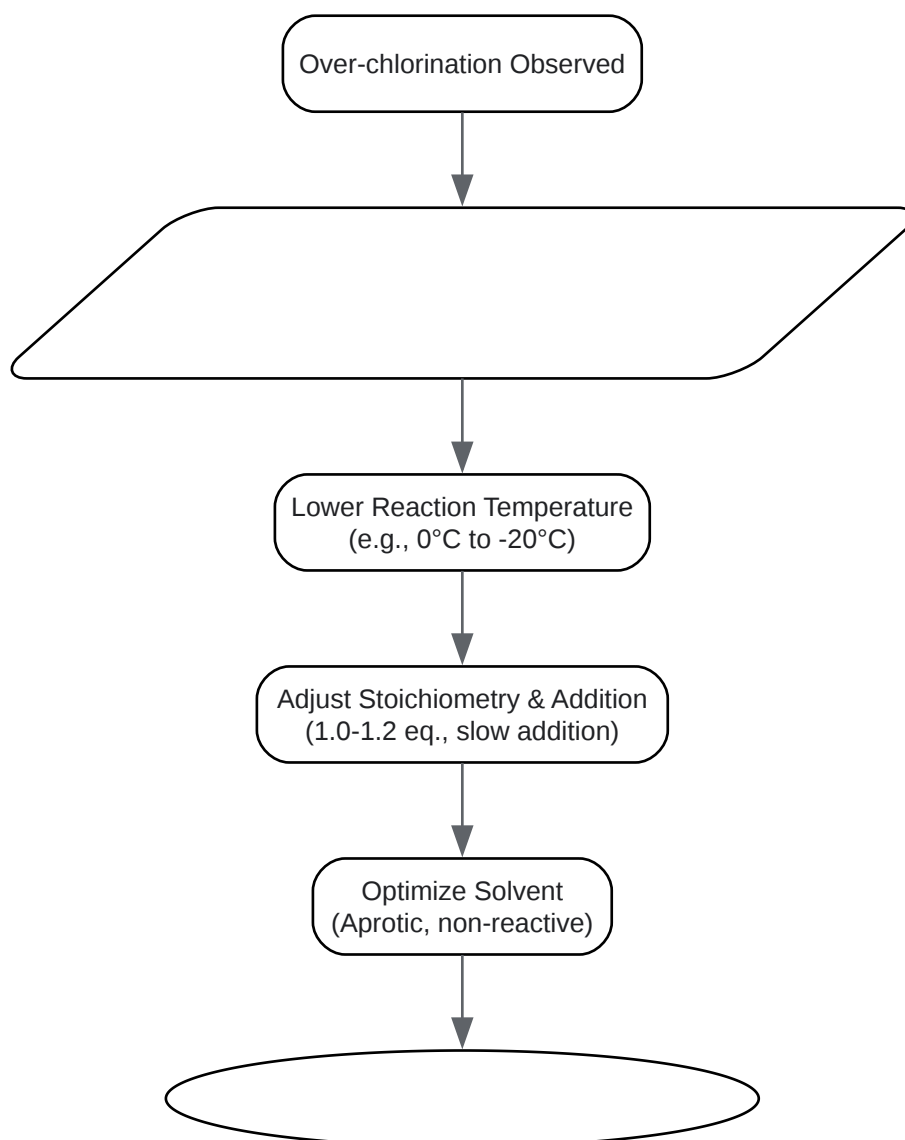 Over-chlorination Observed
Lower Reaction Temperature
(e.g., 0°C to -20°C)
Adjust Stoichiometry & Addition
(1.0-1.2 eq., slow addition)
Optimize Solvent
(Aprotic, non-reactive)